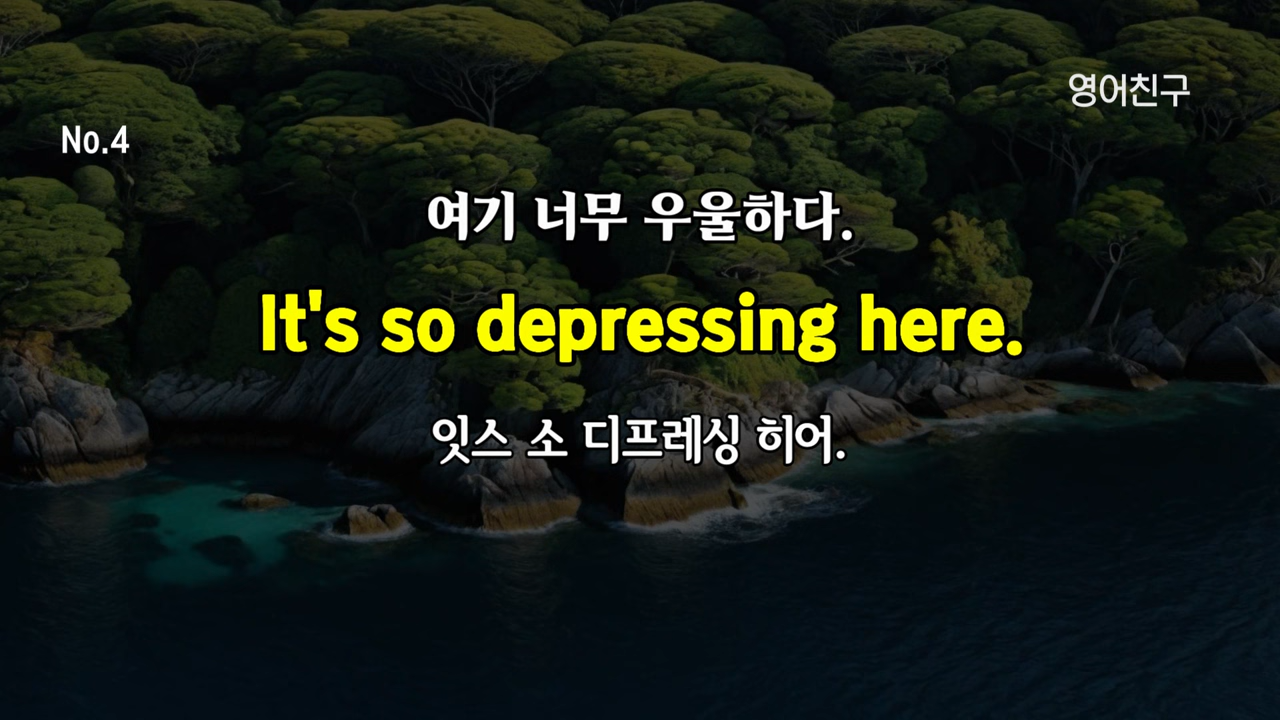 영어친구
No.4
여기 너무 우울하다.
It's so depressing here.
잇스 소 디프레싱 히어.